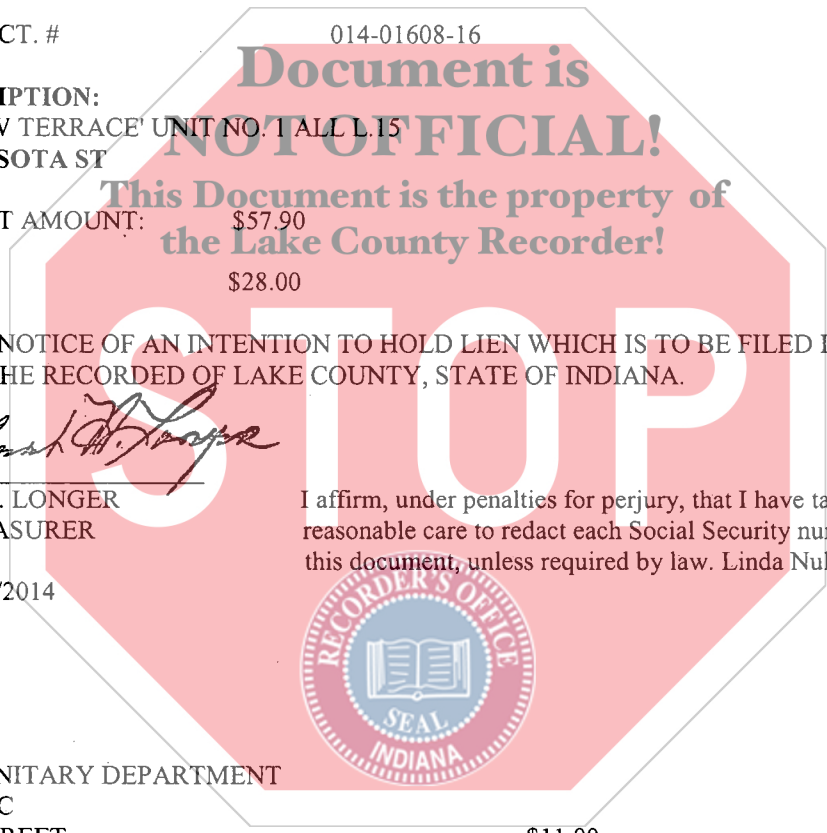 CT. # 014-01608-16
Document is
IPTION:
TERRACE' UNIT NO. 1 ALL L.15
NOT OFFICIAL!
SOTA ST
This Document is the property of
T AMOUNT: $57.90
the Lake County Recorder!
$28.00
STOP
NOTICE OF AN INTENTION TO HOLD LIEN WHICH IS TO BE FILED I
HE RECORDED OF LAKE COUNTY, STATE OF INDIANA.
. LONGER I affirm, under penalties for perjury, that I have ta
ASURER reasonable care to redact each Social Security nu
this document, unless required by law. Linda Nu
/2014
RECORDER'S OFFICE
SEAL
INDIANA
NITARY DEPARTMENT
C
REET $11.00